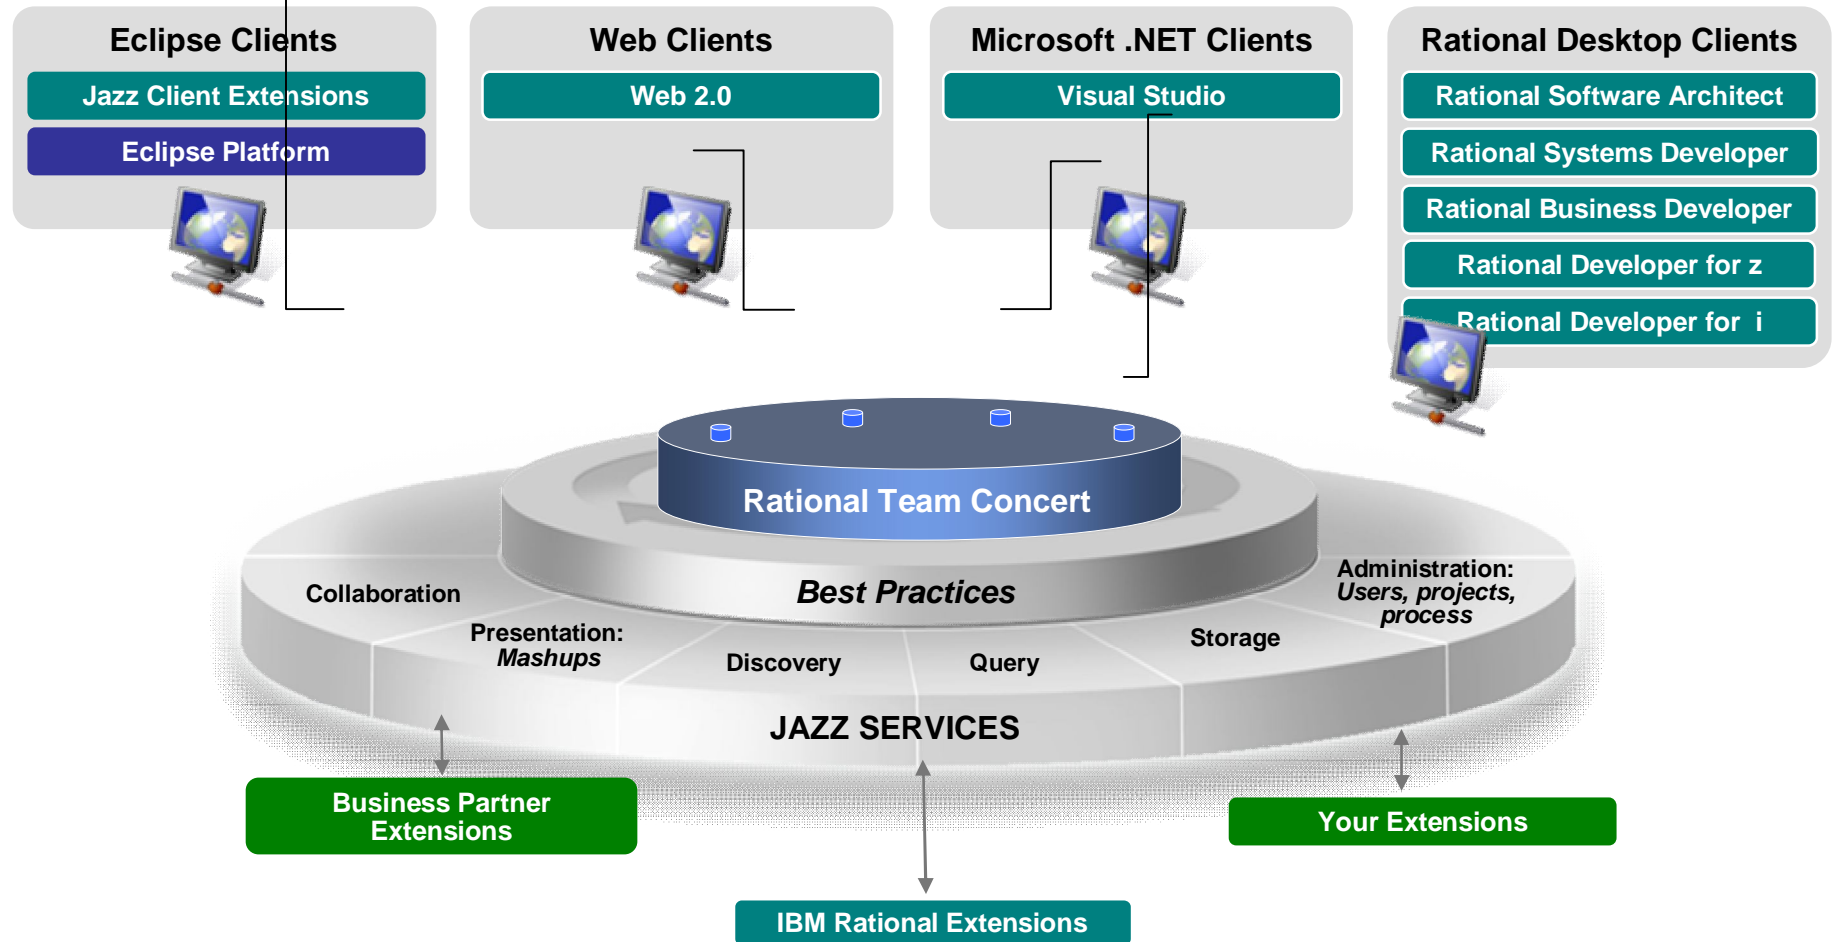 Eclipse Clients
Jazz Client Extensions
Eclipse Platform
Web Clients
Web 2.0
Microsoft .NET Clients
Visual Studio
Rational Desktop Clients
Rational Software Architect
Rational Systems Developer
Rational Business Developer
Rational Developer for z
Rational Developer for i
Rational Team Concert
Best Practices
Collaboration
Presentation:
Mashups
Discovery
Query
Storage
Administration:
Users, projects,
process
JAZZ SERVICES
Business Partner
Extensions
IBM Rational Extensions
Your Extensions